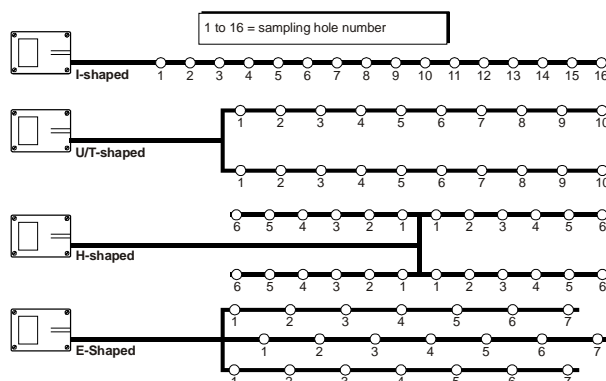 1 to 16 = sampling hole number
I-shaped
1 2 3 4 5 6 7 8 9 10 11 12 13 14 15 16
1 2 3 4 5 6 7 8 9 10
U/T-shaped
1 2 3 4 5 6 7 8 9 10
6 5 4 3 2 1 1 2 3 4 5 6
H-shaped
6 5 4 3 2 1 1 2 3 4 5 6
1 2 3 4 5 6 7
E-Shaped
1 2 3 4 5 6 7
1 2 3 4 5 6 7